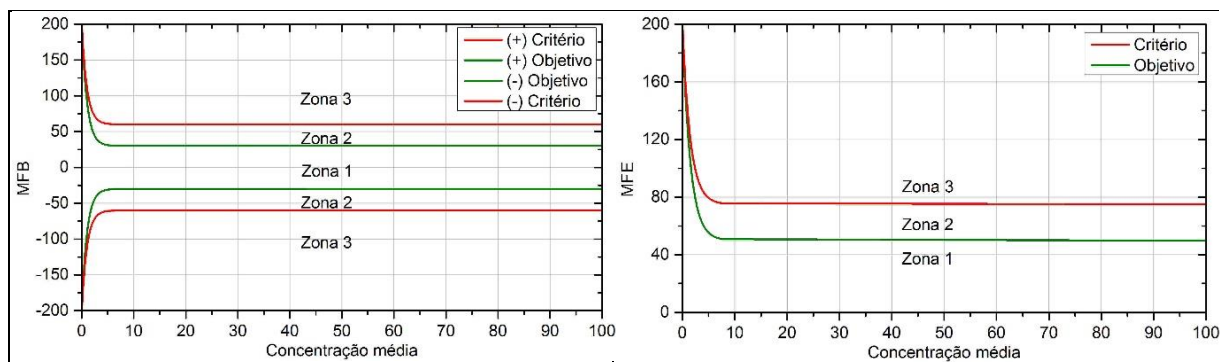 200
150
100
50
0
-50
-100
-150
-200
MFB
Zona 3
Zona 2
Zona 1
Zona 2
Zona 3
(+) Critério
(+) Objetivo
(-) Objetivo
(-) Critério
0 10 20 30 40 50 60 70 80 90 100
Concentração média
200
160
120
80
40
0
MFE
Zona 3
Zona 2
Zona 1
Critério
Objetivo
0 10 20 30 40 50 60 70 80 90 100
Concentração média